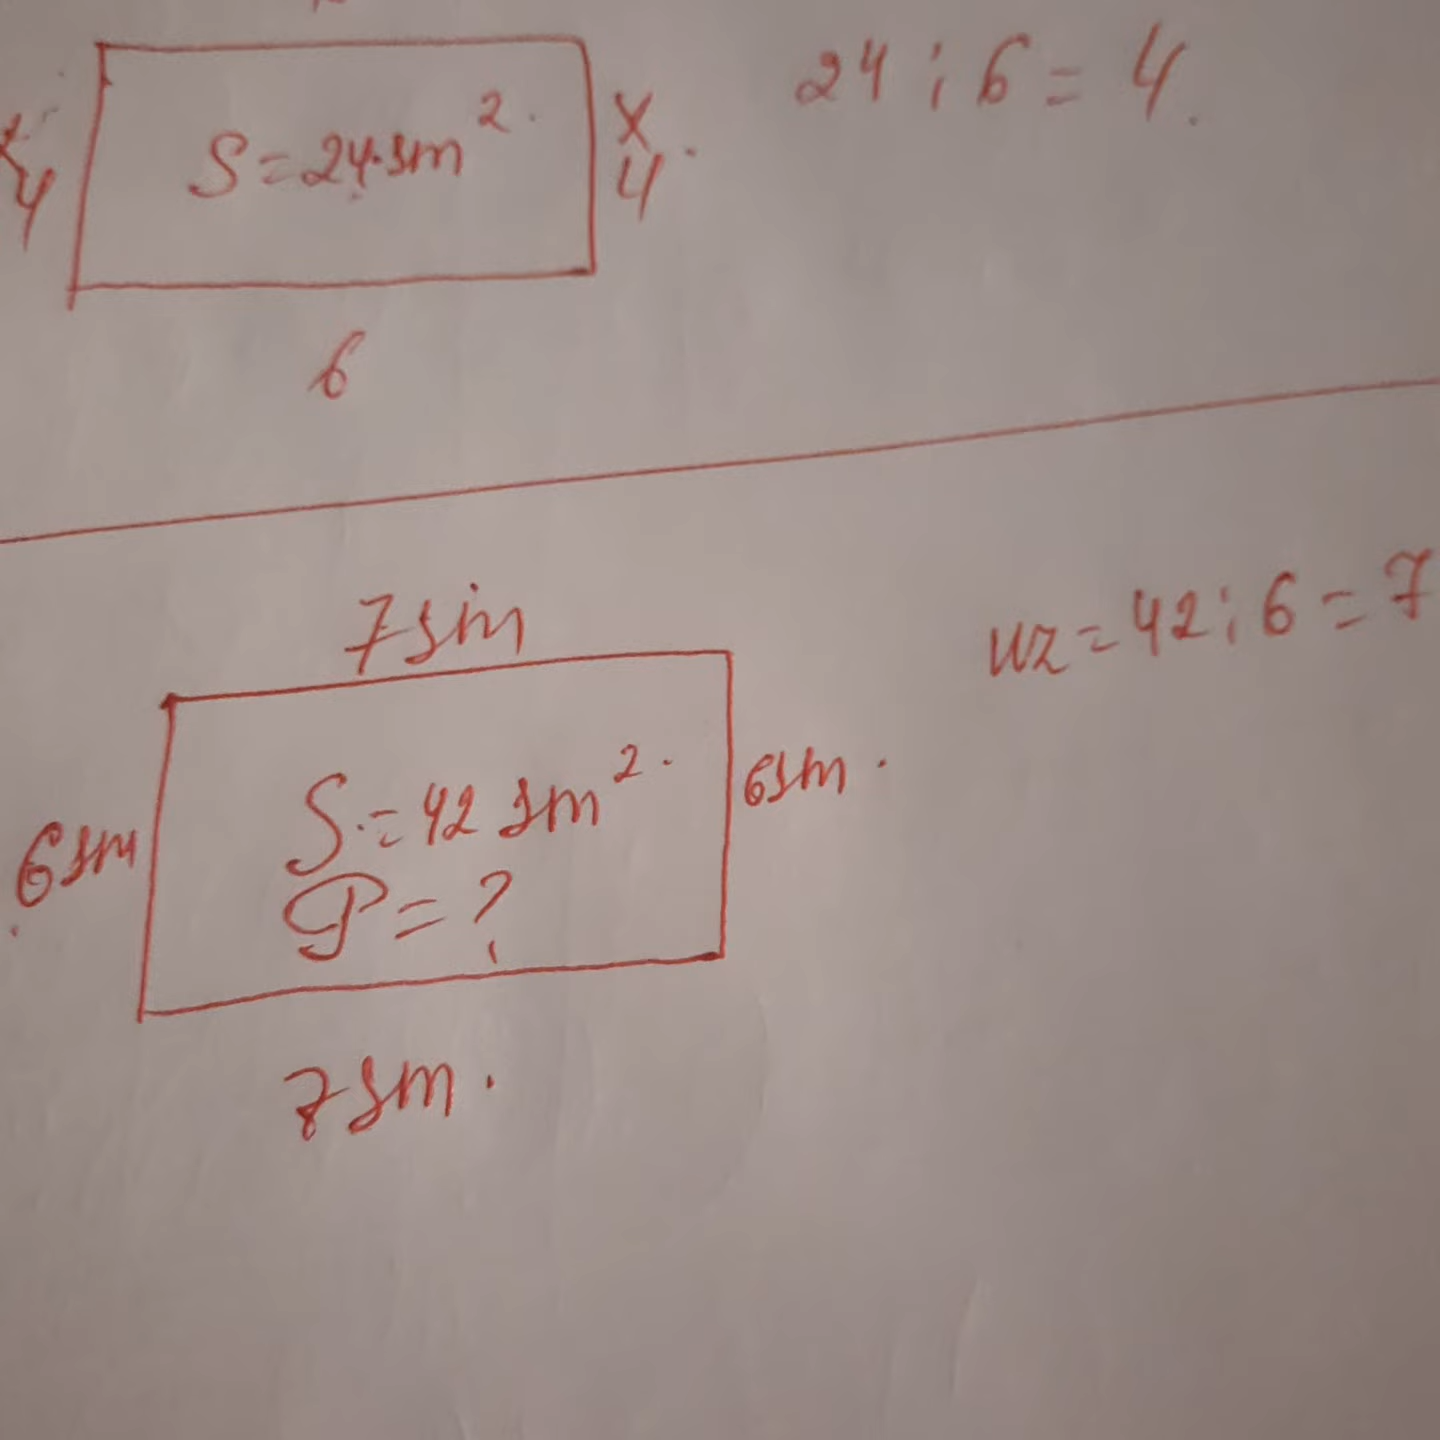 24 : 6 = 4.
x
4
S = 24 sm².
x
4.
6
7 sm
uz = 42 : 6 = 7
6 sm
S = 42 sm².
P = ?
6 sm.
7 sm.